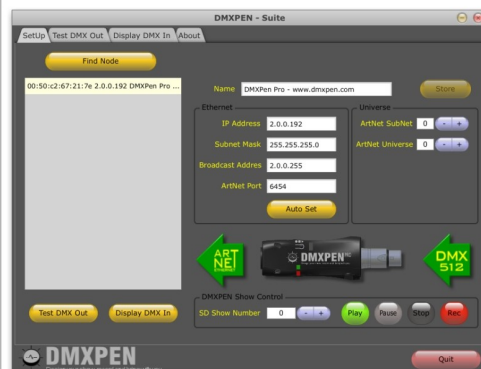 DMXPEN - Suite
SetUp
Test DMX Out
Display DMX In
About
Find Node
00:50:c2:67:21:7e 2.0.0.192 DMXPen Pro ...
Name
DMXPen Pro - www.dmxpen.com
Store
Ethernet
IP Address
2.0.0.192
Subnet Mask
255.255.255.0
Broadcast Addres
2.0.0.255
ArtNet Port
6454
Auto Set
Universe
ArtNet SubNet
0
- +
ArtNet Universe
0
- +
ART
NET
ETHERNET
DMXPEN
DMX
512
DMXPEN Show Control
SD Show Number
0
- +
Play
Pause
Stop
Rec
Test DMX Out
Display DMX In
DMXPEN
Quit